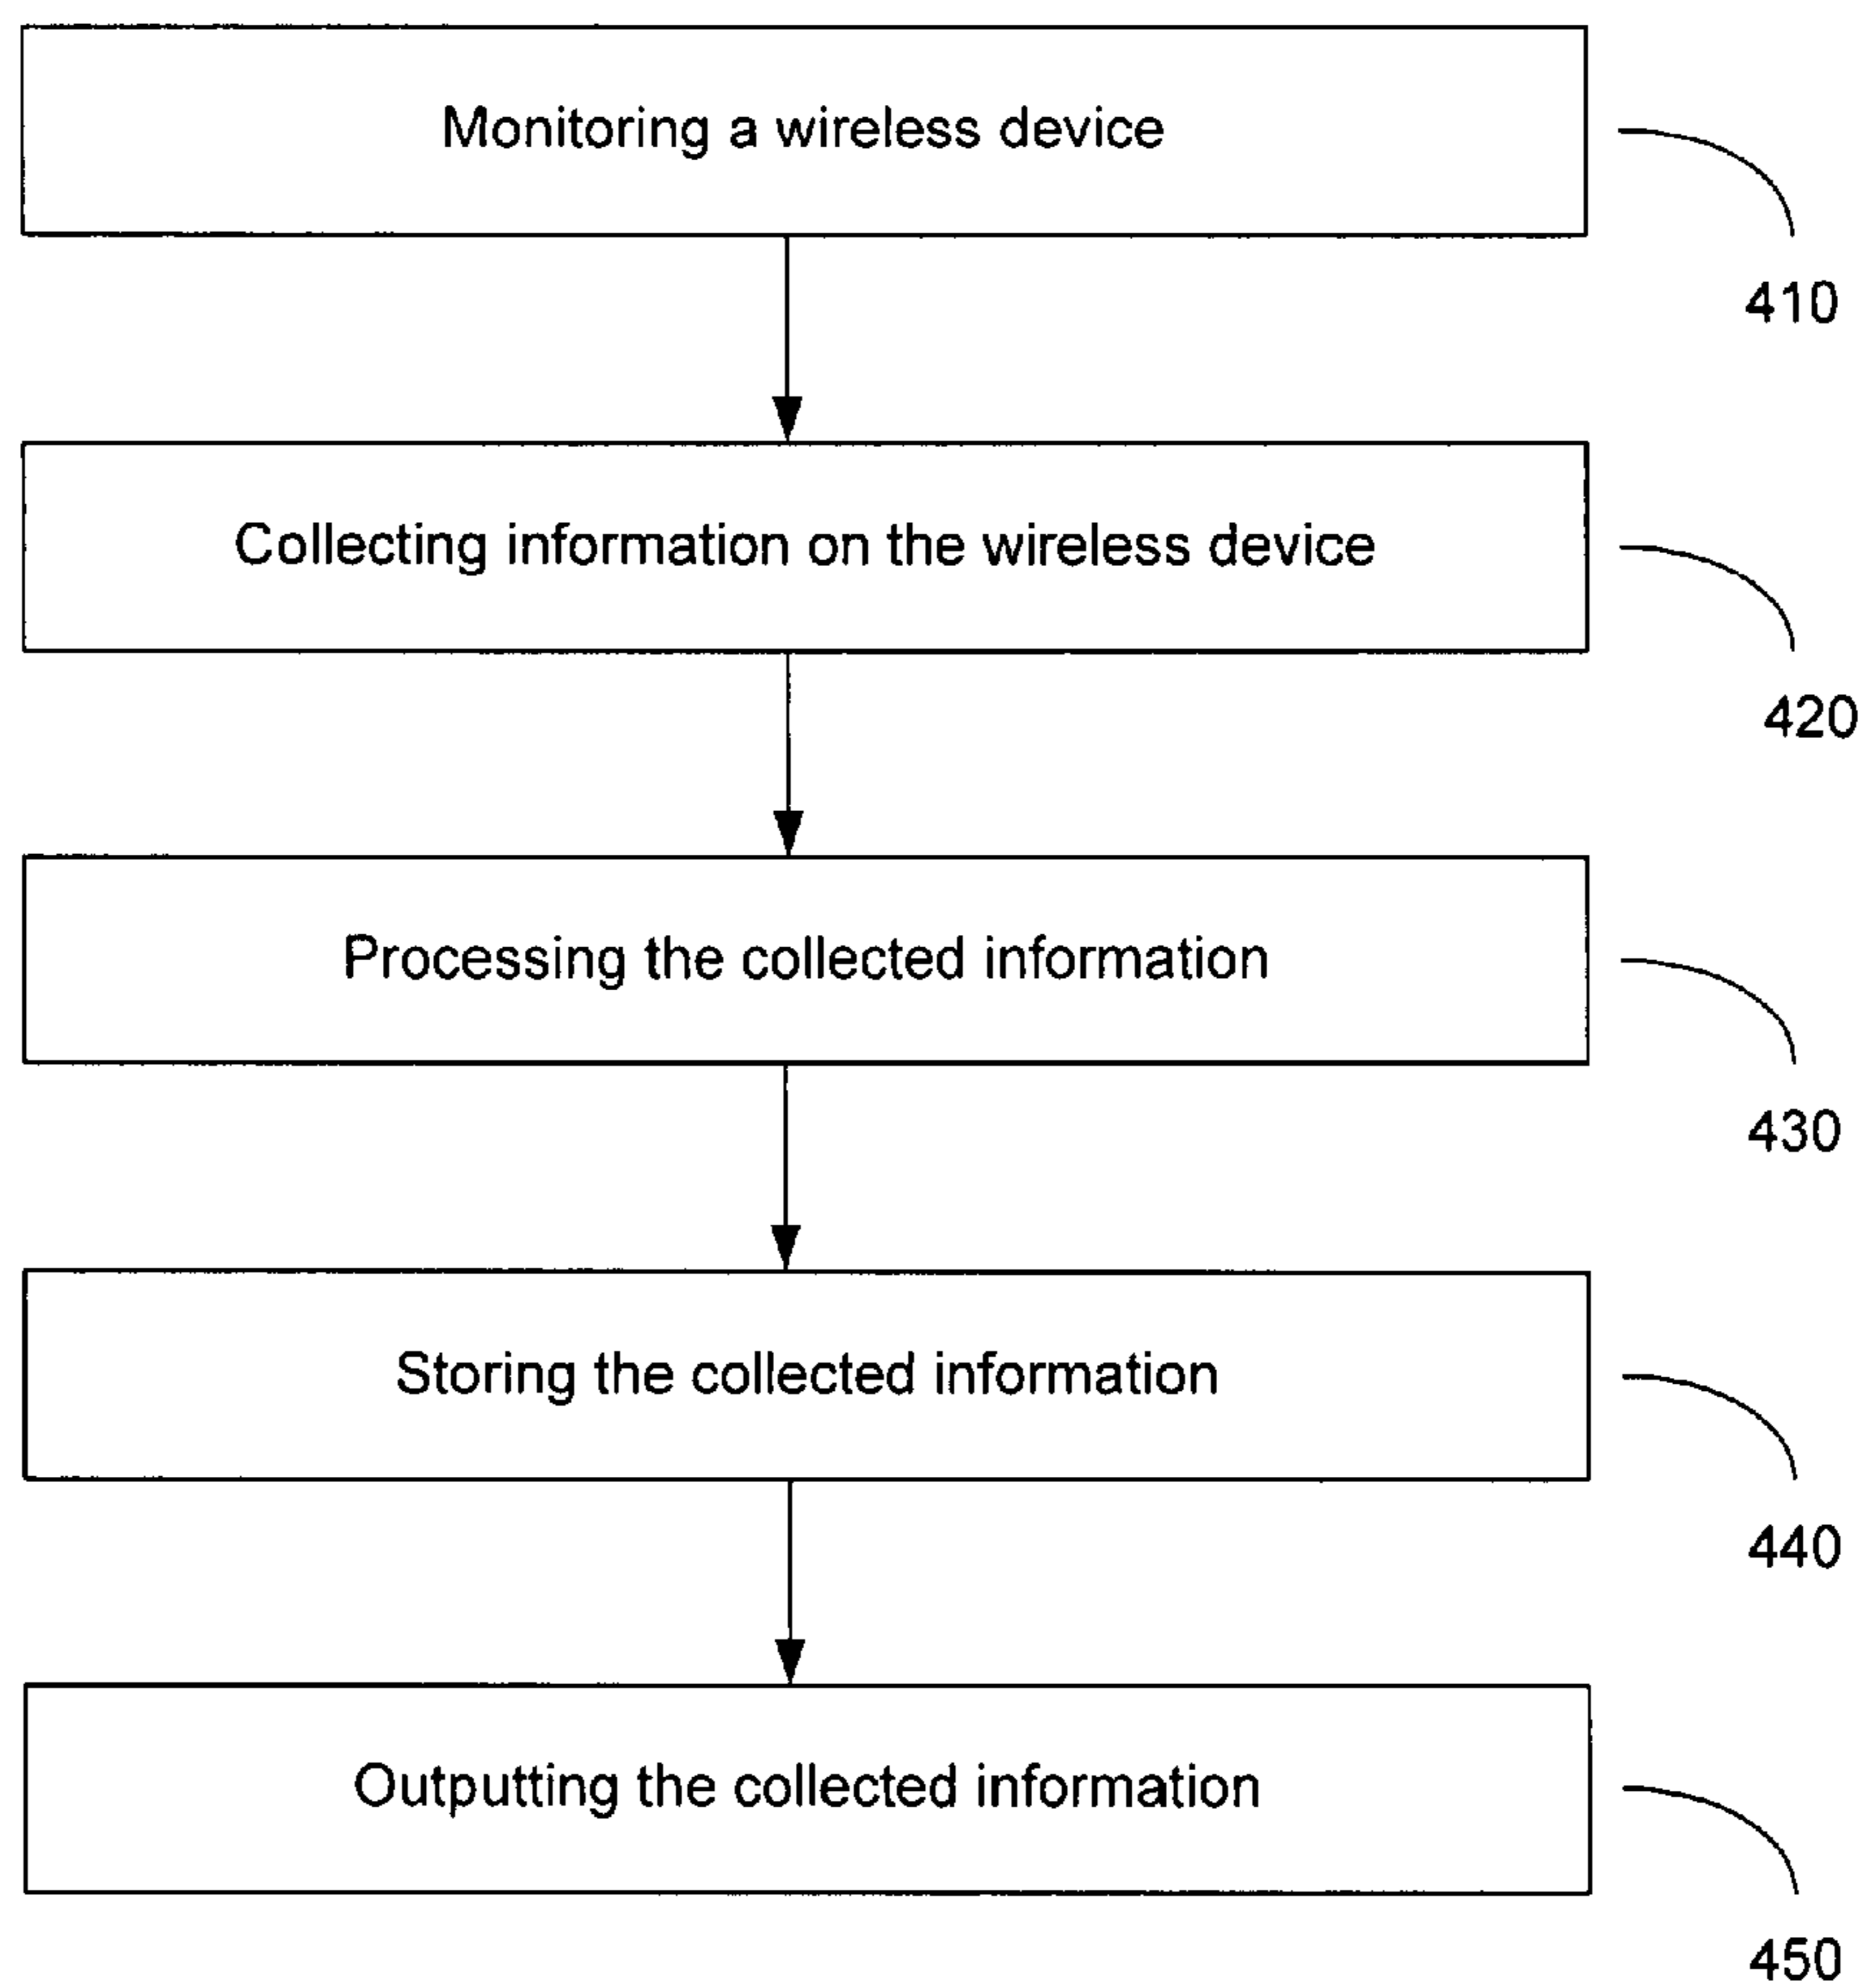 Monitoring a wireless device
410
Collecting information on the wireless device
420
Processing the collected information
430
Storing the collected information
440
Outputting the collected information
450